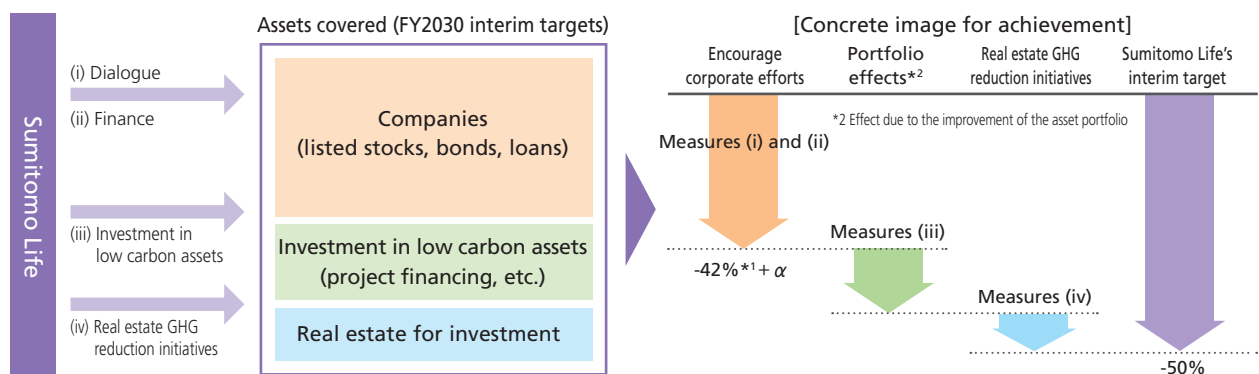 Sumitomo Life
(i) Dialogue
(ii) Finance
(iii) Investment in
low carbon assets
(iv) Real estate GHG
reduction initiatives
Assets covered (FY2030 interim targets)
Companies
(listed stocks, bonds, loans)
Investment in low carbon assets
(project financing, etc.)
Real estate for investment
[Concrete image for achievement]
Encourage
corporate efforts
Portfolio
effects*2
Real estate GHG
reduction initiatives
Sumitomo Life's
interim target
*2 Effect due to the improvement of the asset portfolio
Measures (i) and (ii)
-42%*1+ α
Measures (iii)
Measures (iv)
-50%